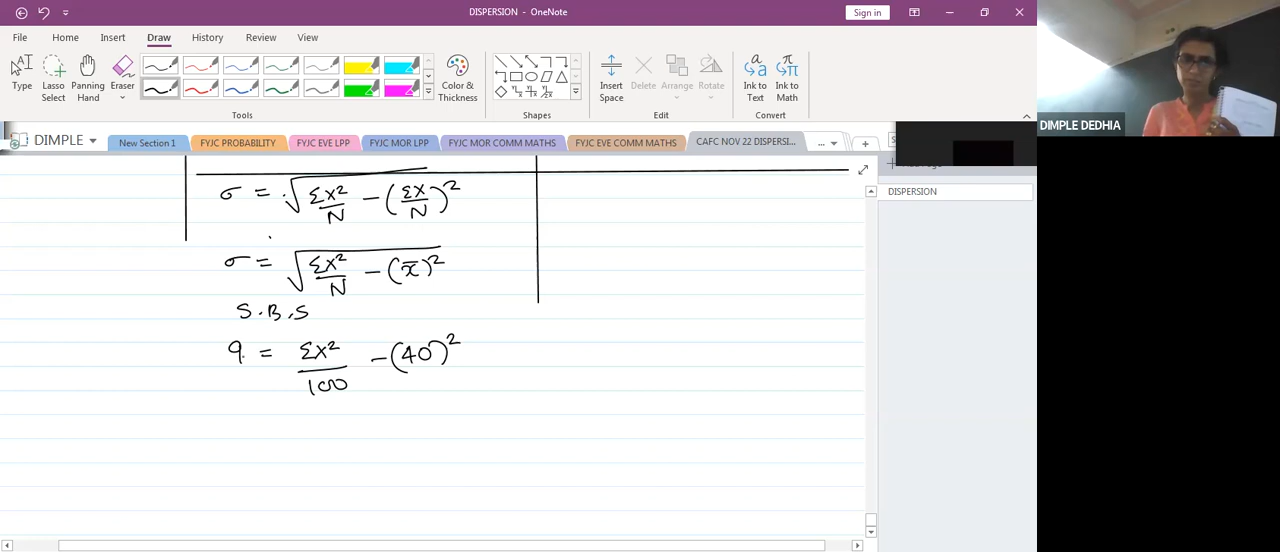 DISPERSION - OneNote
Sign in
File Home Insert Draw History Review View
Type
Lasso Select
Panning Hand
Eraser
Color & Thickness
Insert Space
Delete
Arrange
Rotate
Ink to Text
Ink to Math
Tools
Shapes
Edit
Convert
DIMPLE DEDHIA
DIMPLE
New Section 1
FYJC PROBABILITY
FYJC EVE LPP
FYJC MOR LPP
FYJC MOR COMM MATHS
FYJC EVE COMM MATHS
CAFC NOV 22 DISPERSI...
DISPERSION
σ = √(Σx²/N − (Σx/N)²)
σ = √(Σx²/N − (x̄)²)
S.B.S
9 = Σx²/100 − (40)²